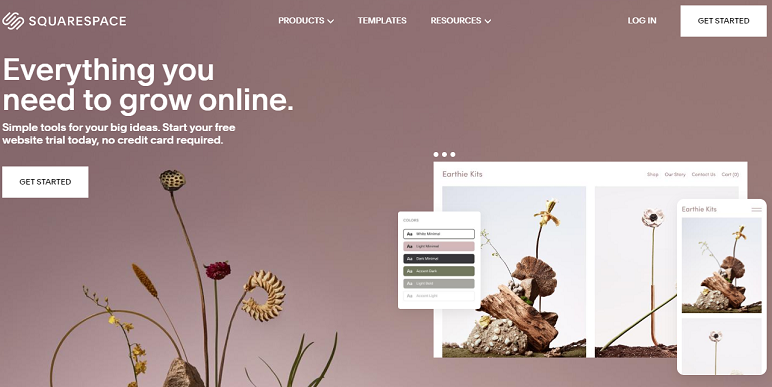 SQUARESPACE
PRODUCTS
TEMPLATES
RESOURCES
LOG IN
GET STARTED
Everything you
need to grow online.
Simple tools for your big ideas. Start your free
website trial today, no credit card required.
GET STARTED
Earthie Kits
Shop Our Story Contact Us Cart (0)
COLORS
Aa White Minimal
Aa Light Minimal
Aa Dark Minimal
Aa Accent Dark
Aa Light Bold
Aa Accent Light
Earthie Kits